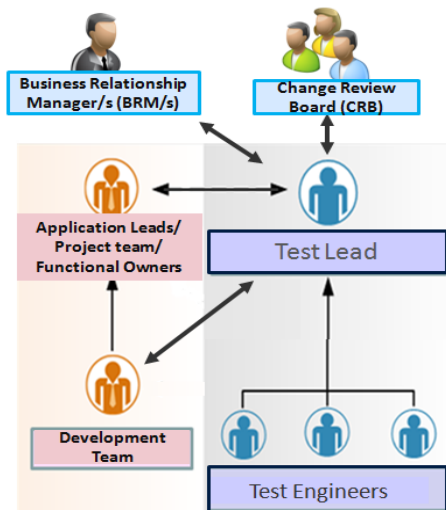 Business Relationship
Manager/s (BRM/s)
Change Review
Board (CRB)
Application Leads/
Project team/
Functional Owners
Test Lead
Development
Team
Test Engineers